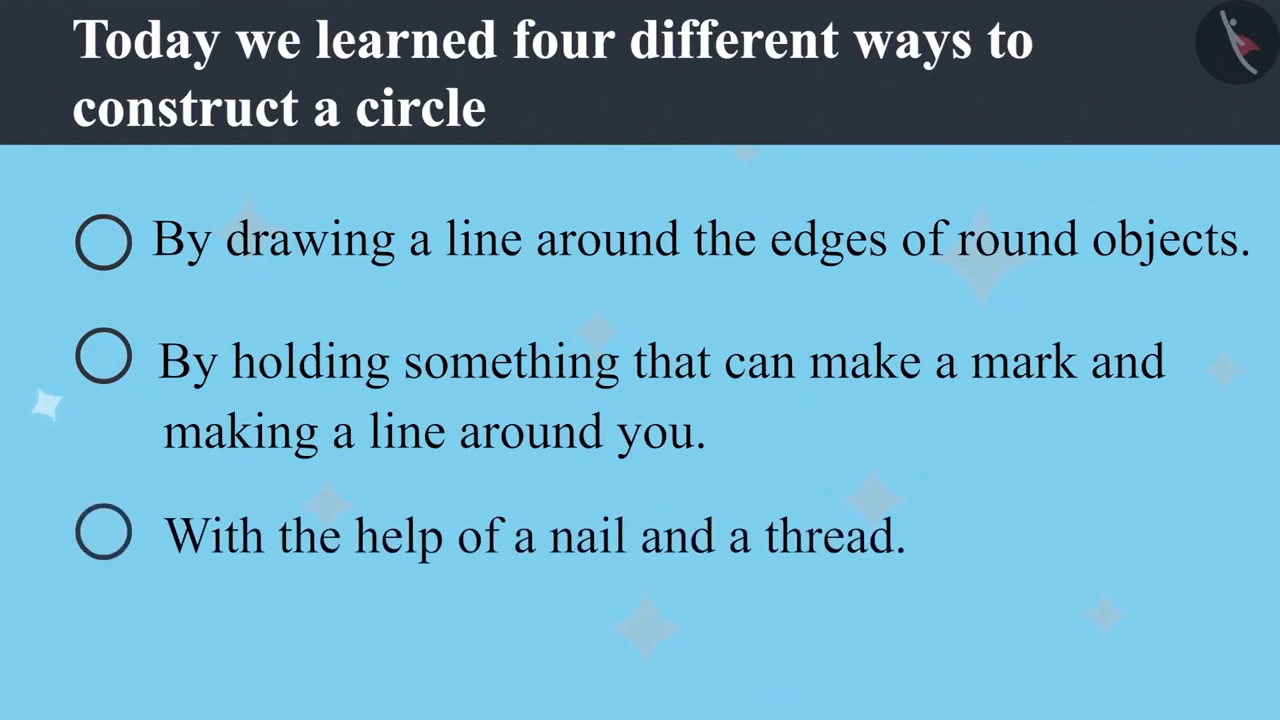 Today we learned four different ways to
construct a circle
By drawing a line around the edges of round objects.
By holding something that can make a mark and
making a line around you.
With the help of a nail and a thread.